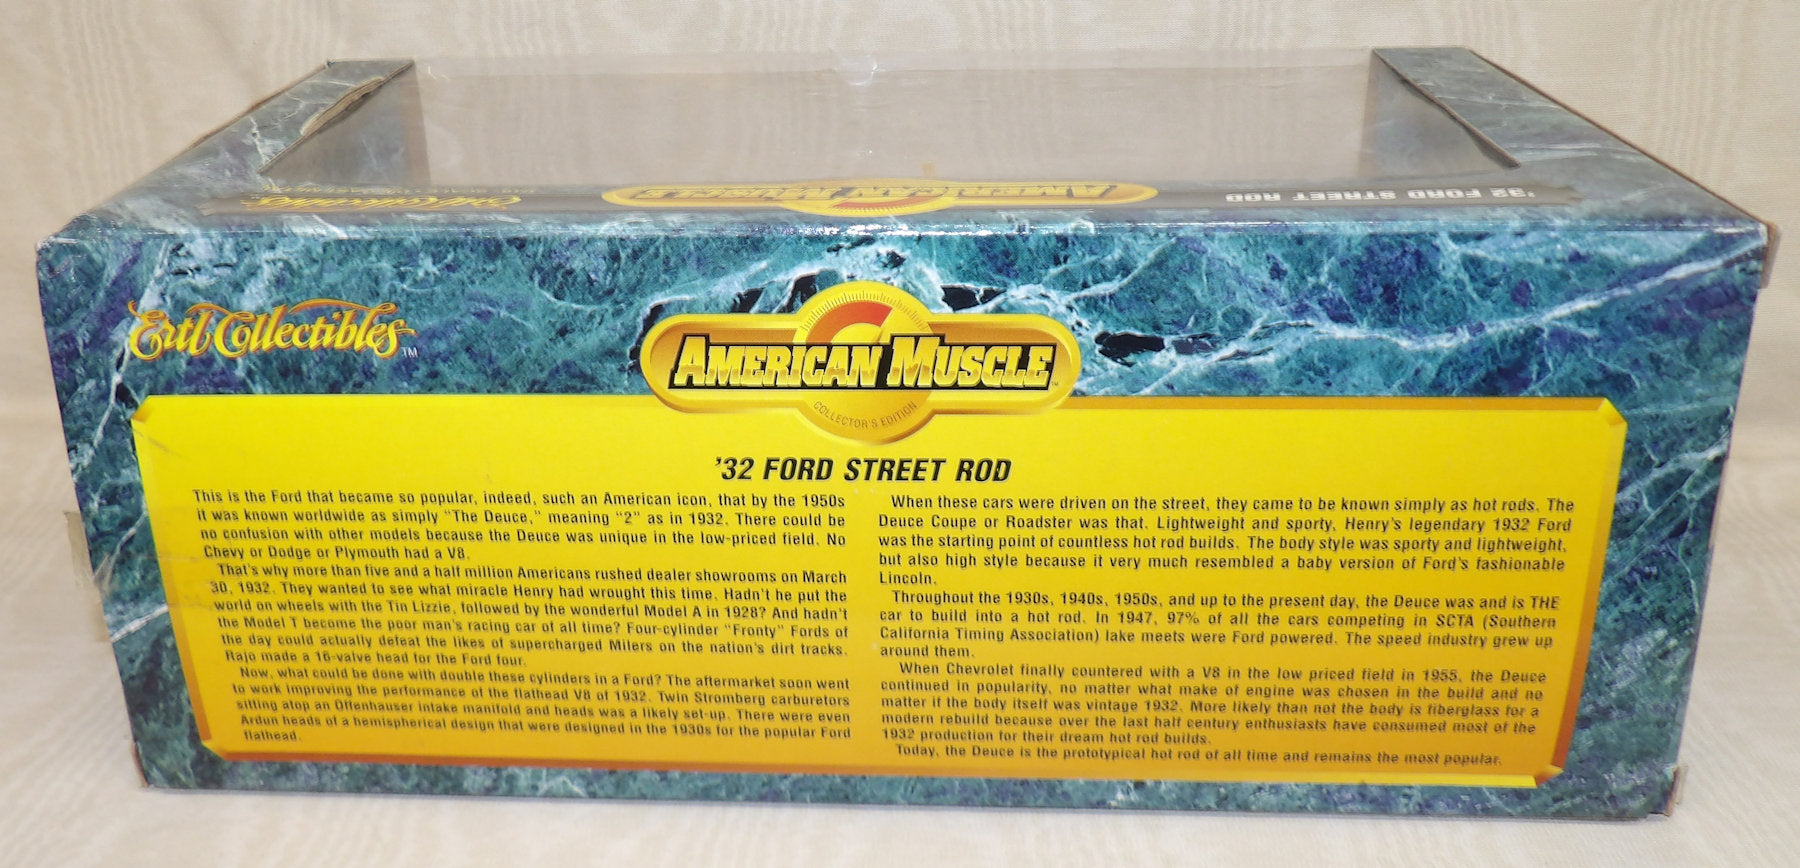 '32 FORD STREET ROD
AMERICAN MUSCLE
Ertl Collectibles
Ertl Collectibles™
AMERICAN MUSCLE™
COLLECTOR'S EDITION
'32 FORD STREET ROD
This is the Ford that became so popular, indeed, such an American icon, that by the 1950s
it was known worldwide as simply "The Deuce," meaning "2" as in 1932. There could be
no confusion with other models because the Deuce was unique in the low-priced field. No
Chevy or Dodge or Plymouth had a V8.
That's why more than five and a half million Americans rushed dealer showrooms on March
30, 1932. They wanted to see what miracle Henry had wrought this time. Hadn't he put the
world on wheels with the Tin Lizzie, followed by the wonderful Model A in 1928? And hadn't
the Model T become the poor man's racing car of all time? Four-cylinder "Fronty" Fords of
the day could actually defeat the likes of supercharged Milers on the nation's dirt tracks.
Rajo made a 16-valve head for the Ford four.
Now, what could be done with double these cylinders in a Ford? The aftermarket soon went
to work improving the performance of the flathead V8 of 1932. Twin Stromberg carburetors
sitting atop an Offenhauser intake manifold and heads was a likely set-up. There were even
Ardun heads of a hemispherical design that were designed in the 1930s for the popular Ford
flathead.
When these cars were driven on the street, they came to be known simply as hot rods. The
Deuce Coupe or Roadster was that. Lightweight and sporty, Henry's legendary 1932 Ford
was the starting point of countless hot rod builds. The body style was sporty and lightweight,
but also high style because it very much resembled a baby version of Ford's fashionable
Lincoln.
Throughout the 1930s, 1940s, 1950s, and up to the present day, the Deuce was and is THE
car to build into a hot rod. In 1947, 97% of all the cars competing in SCTA (Southern
California Timing Association) lake meets were Ford powered. The speed industry grew up
around them.
When Chevrolet finally countered with a V8 in the low priced field in 1955, the Deuce
continued in popularity, no matter what make of engine was chosen in the build and no
matter if the body itself was vintage 1932. More likely than not the body is fiberglass for a
modern rebuild because over the last half century enthusiasts have consumed most of the
1932 production for their dream hot rod builds.
Today, the Deuce is the prototypical hot rod of all time and remains the most popular.